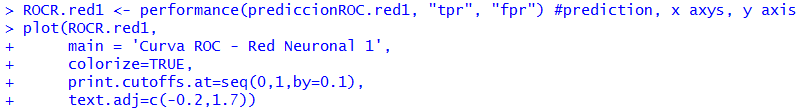 > ROCR.red1 <- performance(prediccionROC.red1, "tpr", "fpr") #prediction, x axys, y axis
> plot(ROCR.red1,
+      main = 'Curva ROC - Red Neuronal 1',
+      colorize=TRUE,
+      print.cutoffs.at=seq(0,1,by=0.1),
+      text.adj=c(-0.2,1.7))